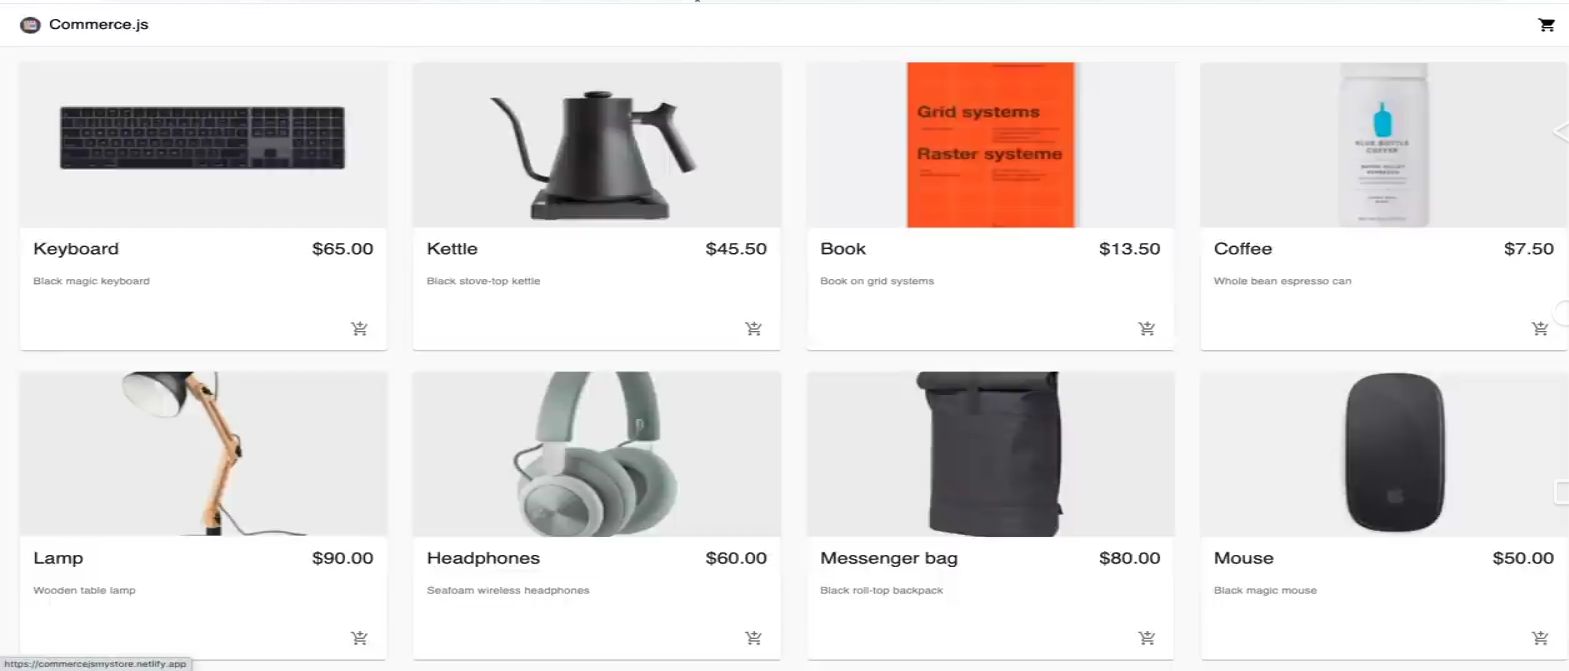 Commerce.js
Grid systems
Raster systeme
BLUE BOTTLE
COFFEE
Keyboard $65.00
Black magic keyboard
Kettle $45.50
Black stove-top kettle
Book $13.50
Book on grid systems
Coffee $7.50
Whole bean espresso can
Lamp $90.00
Wooden table lamp
Headphones $60.00
Seafoam wireless headphones
Messenger bag $80.00
Black roll-top backpack
Mouse $50.00
Black magic mouse
https://commercejsmystore.netlify.app